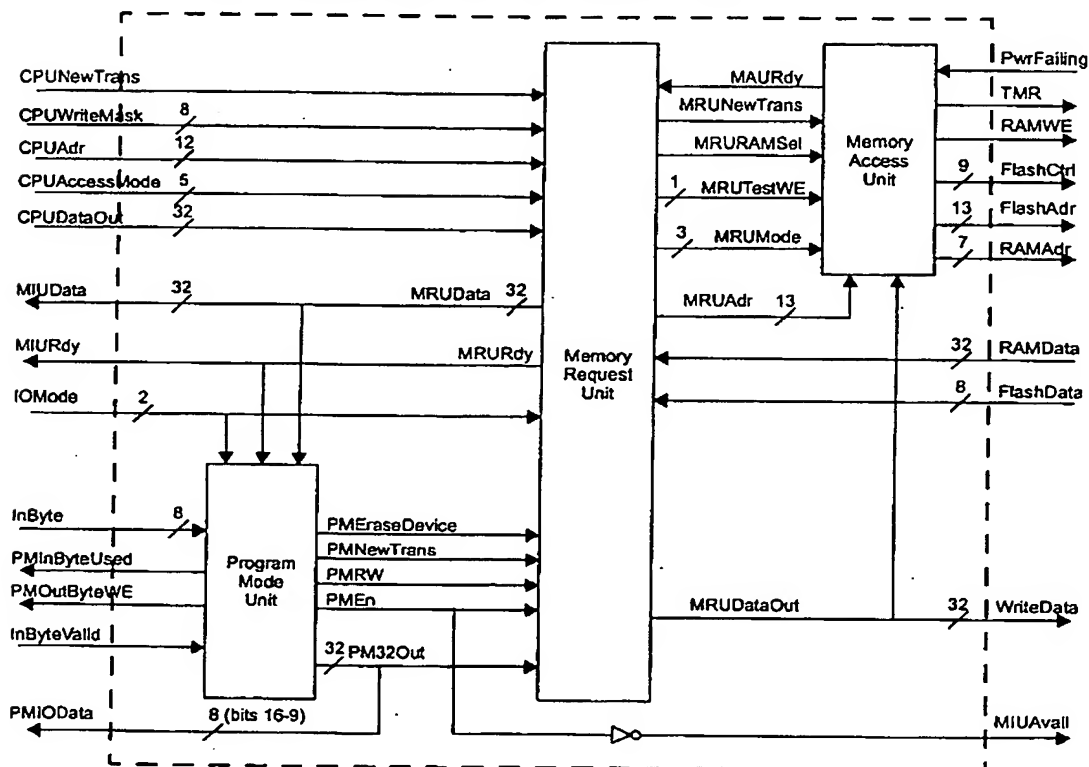 CPUNewTrans
CPUWriteMask
8
CPUAdr
12
CPUAccessMode
5
CPUDataOut
32
MIUData
32
MRUData
32
MIURdy
MRURdy
IOMode
2
InByte
8
PMInByteUsed
PMOutByteWE
InByteValid
PMIOData
8 (bits 16-9)
Program
Mode
Unit
PMEraseDevice
PMNewTrans
PMRW
PMEn
32
PM32Out
Memory
Request
Unit
MAURdy
MRUNewTrans
MRURAMSel
1
MRUTestWE
3
MRUMode
MRUAdr
13
MRUDataOut
Memory
Access
Unit
PwrFailing
TMR
RAMWE
9
FlashCtrl
13
FlashAdr
7
RAMAdr
32
RAMData
8
FlashData
32
WriteData
MIUAvail